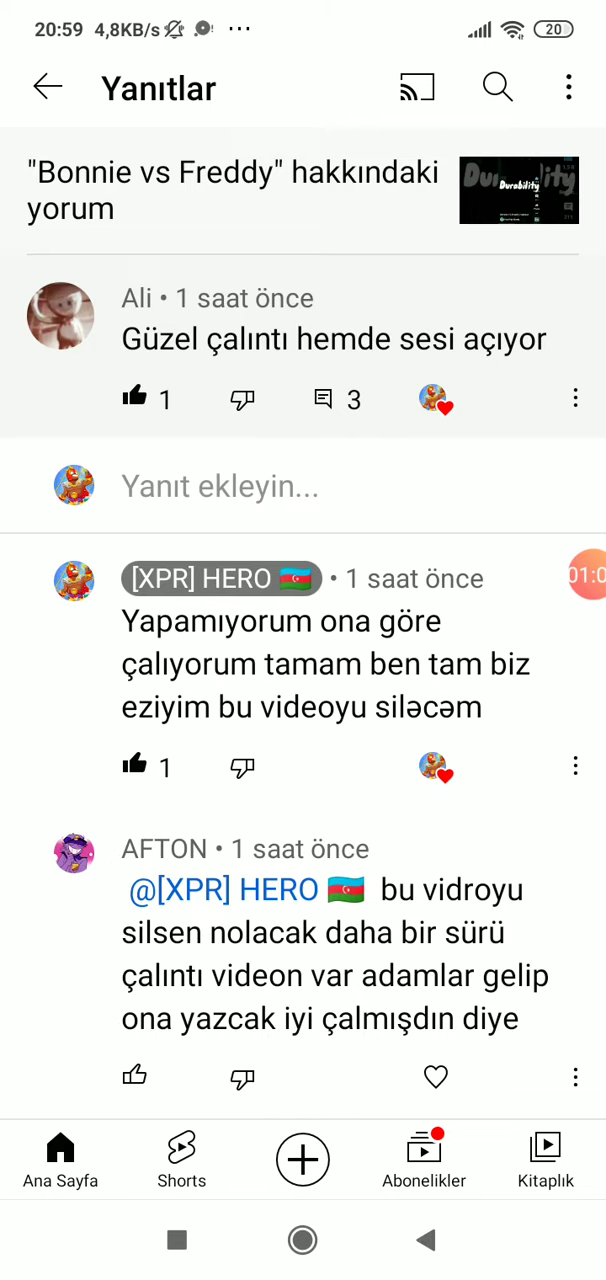 20:59 4,8KB/s ...
20
Yanıtlar
"Bonnie vs Freddy" hakkındaki
yorum
Durability
Ali • 1 saat önce
Güzel çalıntı hemde sesi açıyor
1
3
Yanıt ekleyin...
[XPR] HERO 🇦🇿 • 1 saat önce
01:0
Yapamıyorum ona göre
çalıyorum tamam ben tam biz
eziyim bu videoyu siləcəm
1
AFTON • 1 saat önce
@[XPR] HERO 🇦🇿 bu vidroyu
silsen nolacak daha bir sürü
çalıntı videon var adamlar gelip
ona yazcak iyi çalmışdın diye
Ana Sayfa
Shorts
Abonelikler
Kitaplık